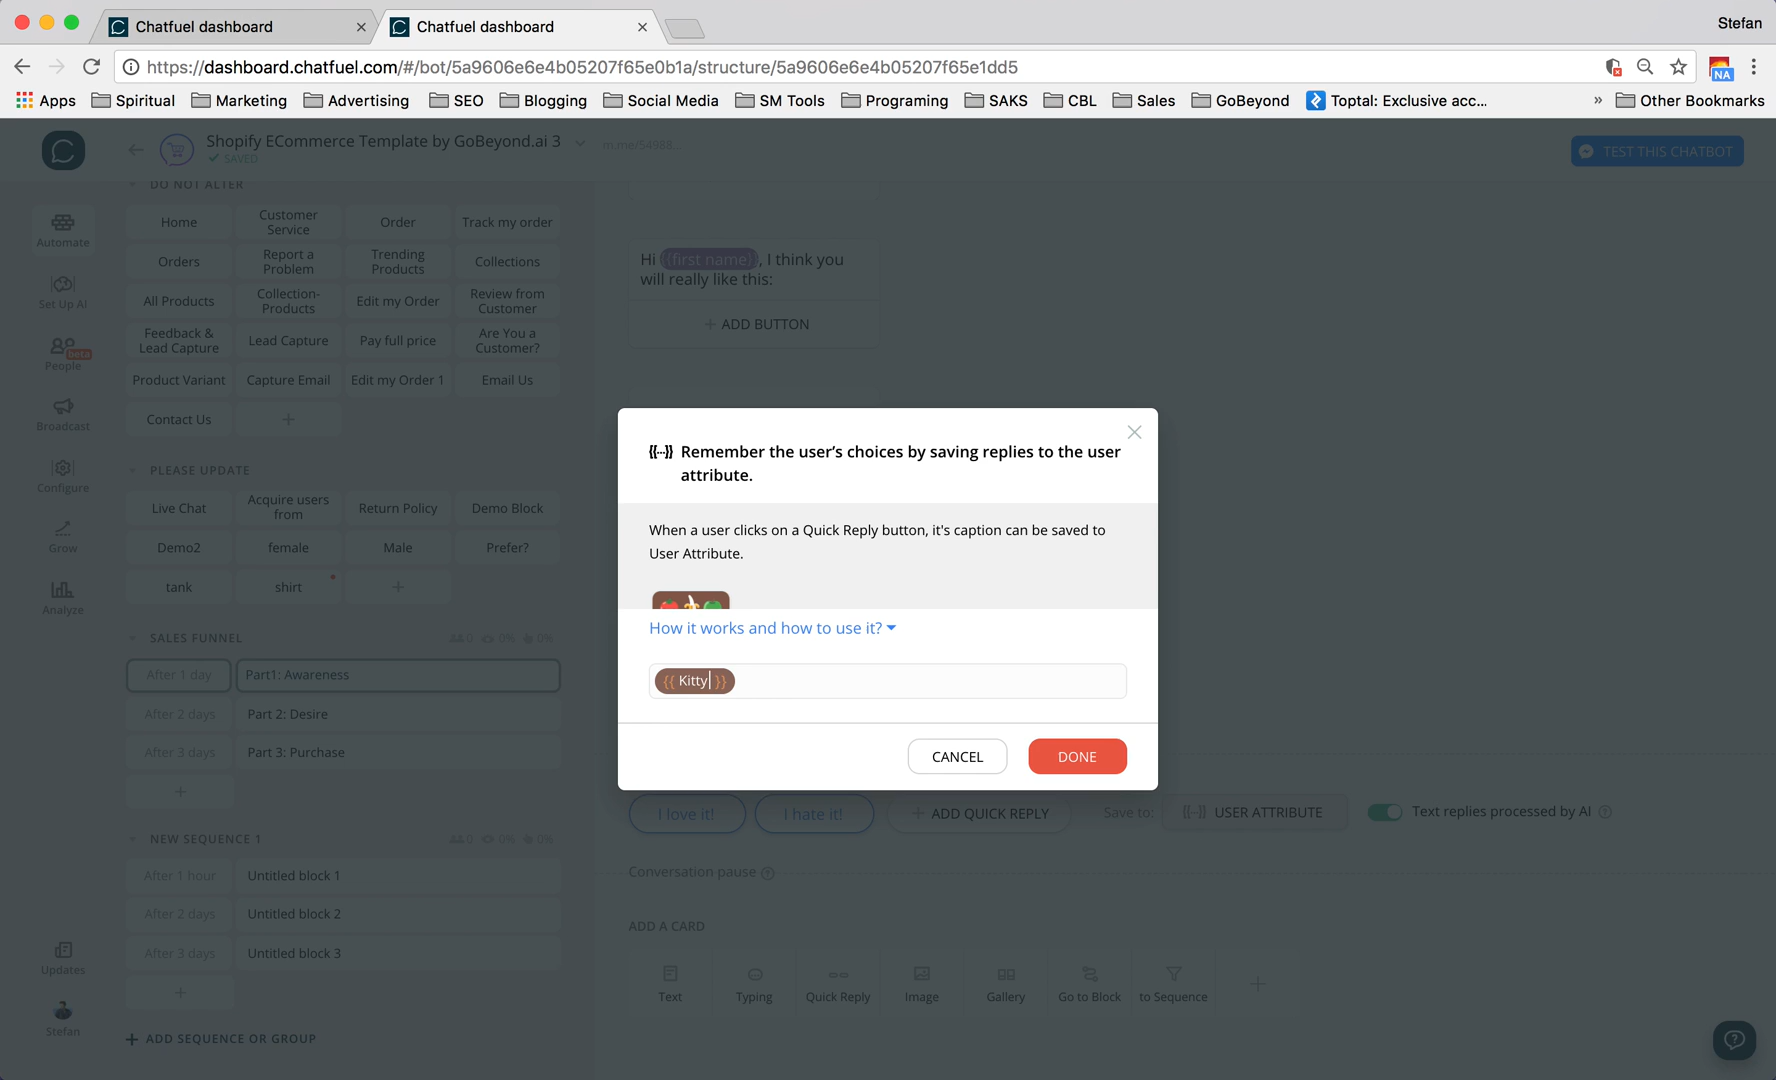 Chatfuel dashboard
Chatfuel dashboard
Stefan
https://dashboard.chatfuel.com/#/bot/5a9606e6e4b05207f65e0b1a/structure/5a9606e6e4b05207f65e1dd5
NA
Apps
Spiritual
Marketing
Advertising
SEO
Blogging
Social Media
SM Tools
Programing
SAKS
CBL
Sales
GoBeyond
Toptal: Exclusive acc...
»
Other Bookmarks
Shopify ECommerce Template by GoBeyond.ai 3
SAVED
m.me/54988...
TEST THIS CHATBOT
Automate
Set Up AI
People
beta
Broadcast
Configure
Grow
Analyze
Updates
Stefan
DO NOT ALTER
Home
Customer
Service
Order
Track my order
Orders
Report a
Problem
Trending
Products
Collections
All Products
Collection-
Products
Edit my Order
Review from
Customer
Feedback &
Lead Capture
Lead Capture
Pay full price
Are You a
Customer?
Product Variant
Capture Email
Edit my Order 1
Email Us
Contact Us
+
PLEASE UPDATE
Live Chat
Acquire users
from
Return Policy
Demo Block
Demo2
female
Male
Prefer?
tank
shirt
+
SALES FUNNEL
0 0% 0%
After 1 day
Part1: Awareness
After 2 days
Part 2: Desire
After 3 days
Part 3: Purchase
+
NEW SEQUENCE 1
0 0% 0%
After 1 hour
Untitled block 1
After 2 days
Untitled block 2
After 3 days
Untitled block 3
+
+ ADD SEQUENCE OR GROUP
Hi {{first name}}, I think you
will really like this:
+ ADD BUTTON
{{...}} Remember the user’s choices by saving replies to the user
attribute.
When a user clicks on a Quick Reply button, it's caption can be saved to
User Attribute.
How it works and how to use it?
{{ Kitty }}
CANCEL
DONE
I love it!
I hate it!
+ ADD QUICK REPLY
Save to:
{{...}} USER ATTRIBUTE
Text replies processed by AI ?
Conversation pause ?
ADD A CARD
Text
Typing
Quick Reply
Image
Gallery
Go to Block
to Sequence
+